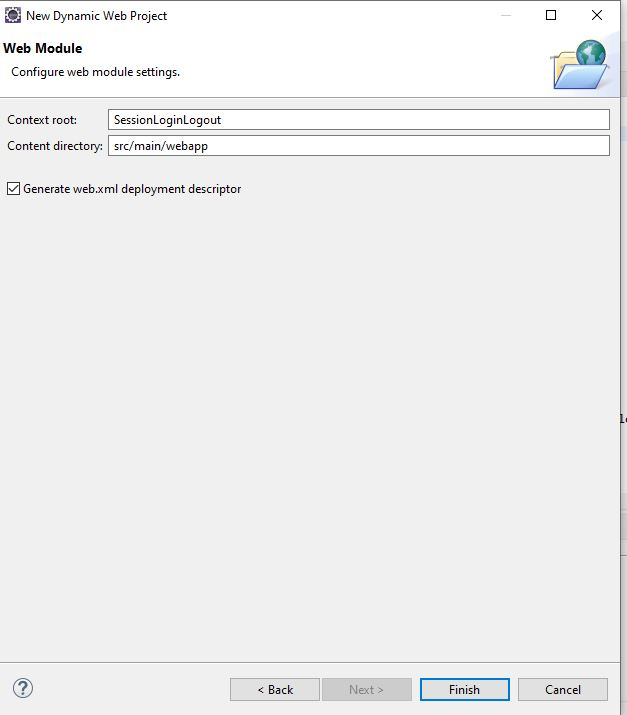 New Dynamic Web Project
Web Module
Configure web module settings.
Context root: SessionLoginLogout
Content directory: src/main/webapp
Generate web.xml deployment descriptor
< Back Next > Finish Cancel